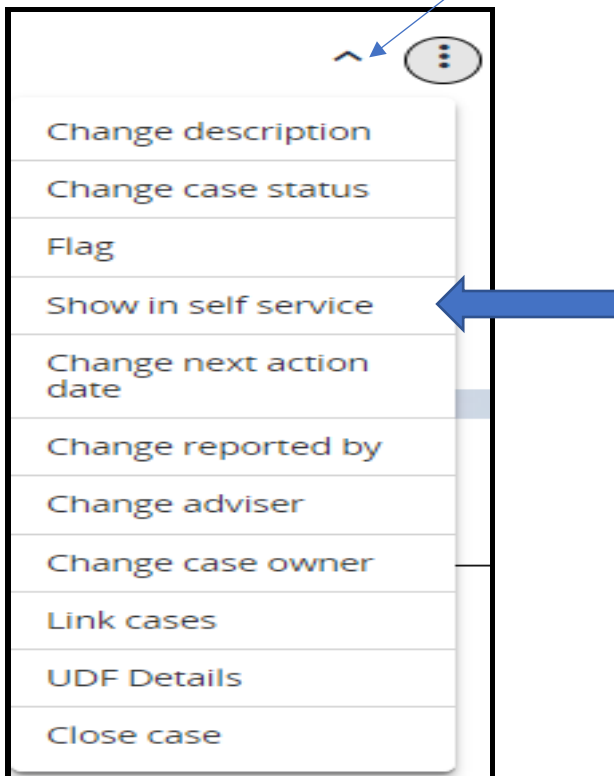 Change description
Change case status
Flag
Show in self service
Change next action
date
Change reported by
Change adviser
Change case owner
Link cases
UDF Details
Close case